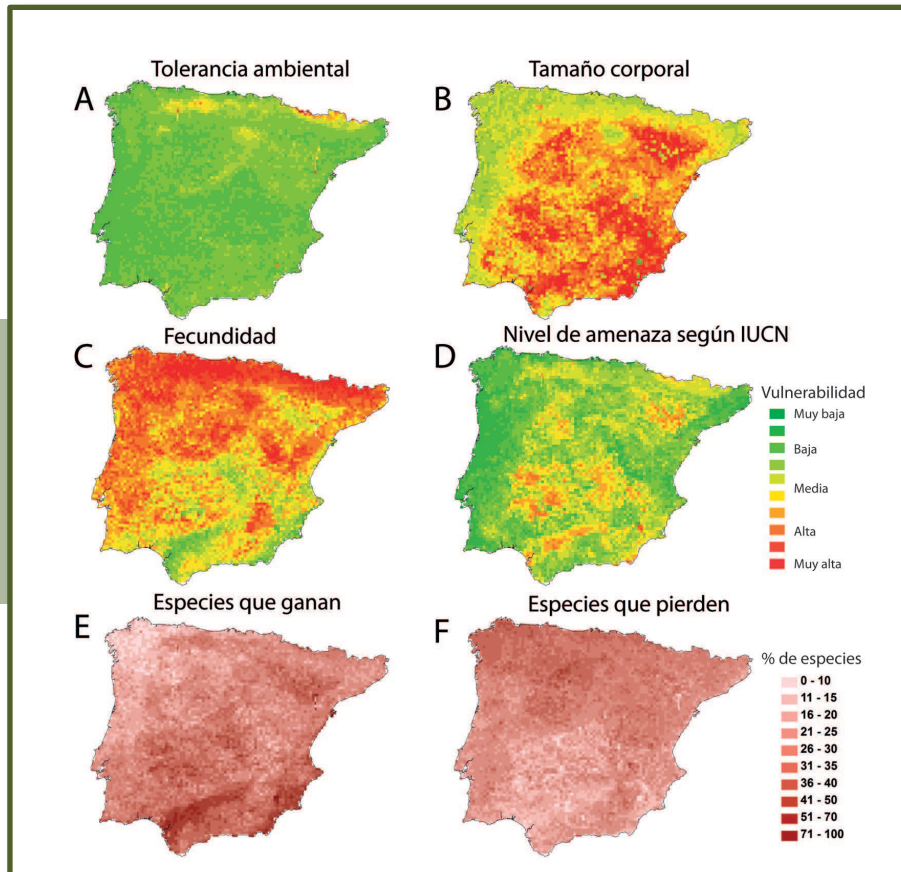 Tolerancia ambiental
A
Tamaño corporal
B
Fecundidad
C
Nivel de amenaza según IUCN
D
Vulnerabilidad
Muy baja
Baja
Media
Alta
Muy alta
Especies que ganan
E
Especies que pierden
F
% de especies
0 - 10
11 - 15
16 - 20
21 - 25
26 - 30
31 - 35
36 - 40
41 - 50
51 - 70
71 - 100